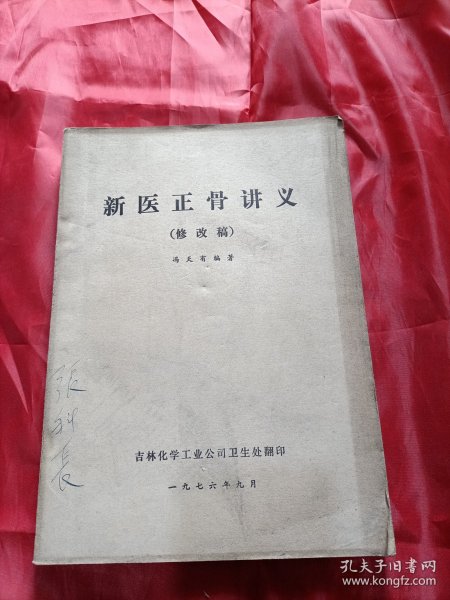 新医正骨讲义
(修改稿)
冯天有编著
张科長
吉林化学工业公司卫生处翻印
一九七六年九月
孔夫子旧书网
www.kongfz.com